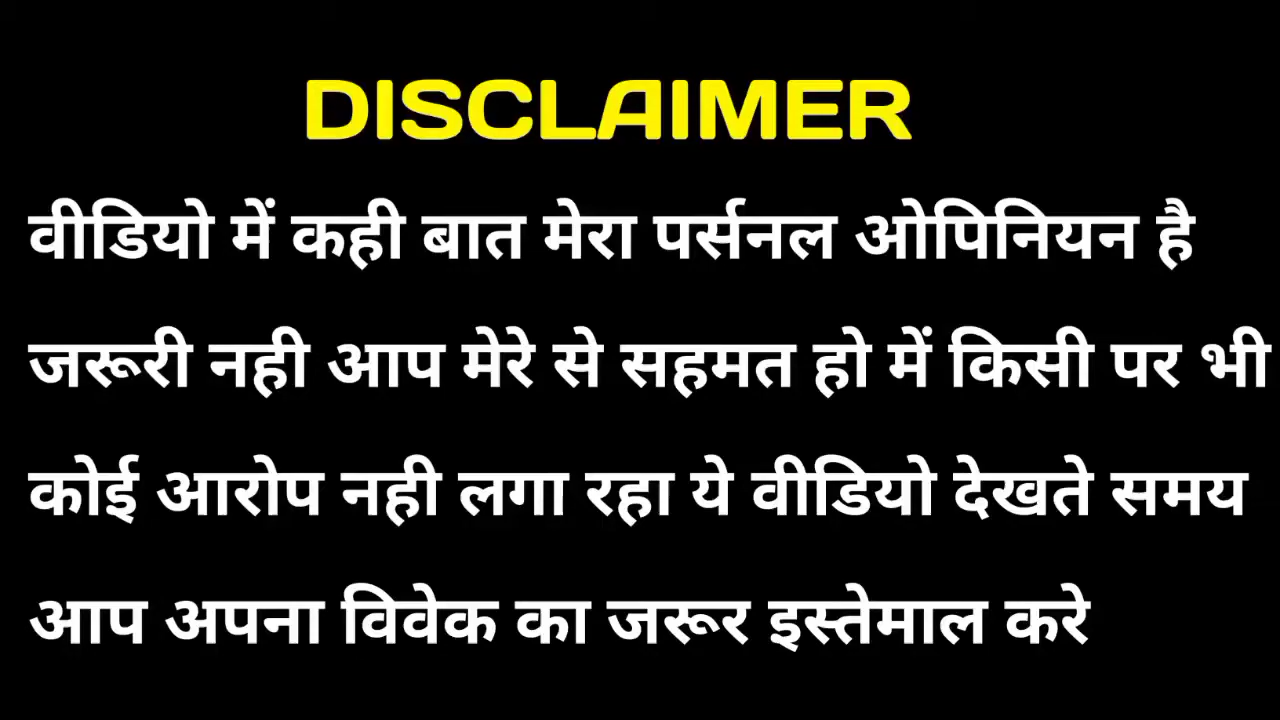 DISCLAIMER
वीडियो में कही बात मेरा पर्सनल ओपिनियन है
जरूरी नही आप मेरे से सहमत हो में किसी पर भी
कोई आरोप नही लगा रहा ये वीडियो देखते समय
आप अपना विवेक का जरूर इस्तेमाल करे